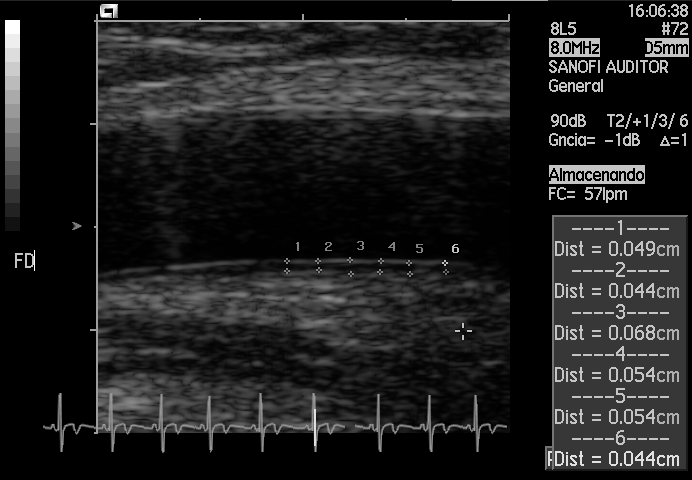 16:06:38
8L5 #72
8.0MHz D5mm
SANOFI AUDITOR
General
90dB T2/+1/3/ 6
Gncia= -1dB Δ=1
Almacenando
FC= 57lpm
FD
1 2 3 4 5 6
----1----
Dist = 0.049cm
----2----
Dist = 0.044cm
----3----
Dist = 0.068cm
----4----
Dist = 0.054cm
----5----
Dist = 0.054cm
----6----
Dist = 0.044cm